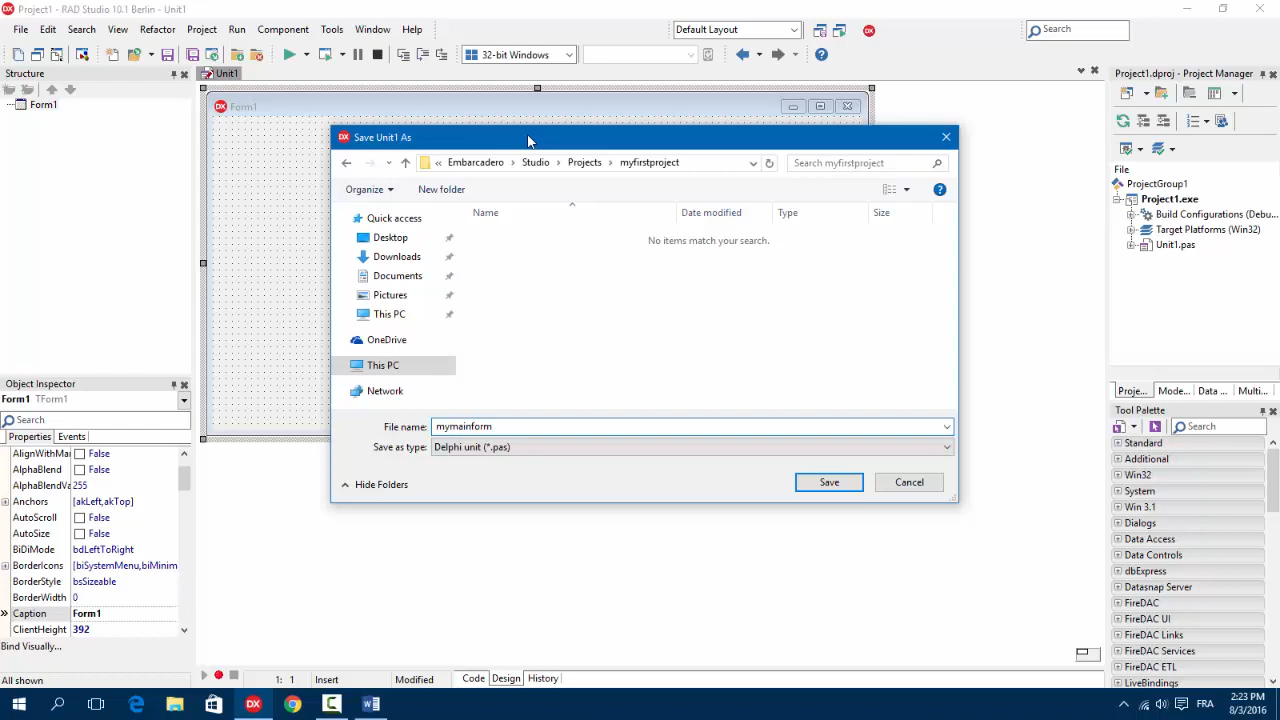 Project1 - RAD Studio 10.1 Berlin - Unit1
File Edit Search View Refactor Project Run Component Tools Window Help
Default Layout
Search
32-bit Windows
Structure
Unit1
Project1.dproj - Project Manager
Form1
Form1
Save Unit1 As
« Embarcadero Studio Projects myfirstproject
Search myfirstproject
Organize
New folder
Name
Date modified
Type
Size
No items match your search.
Quick access
Desktop
Downloads
Documents
Pictures
This PC
OneDrive
This PC
Network
File name: mymainform
Save as type: Delphi unit (*.pas)
Hide Folders
Save
Cancel
File
ProjectGroup1
Project1.exe
Build Configurations (Debu...
Target Platforms (Win32)
Unit1.pas
Proje... Mode... Data ... Multi...
Tool Palette
Search
Standard
Additional
Win32
System
Win 3.1
Dialogs
Data Access
Data Controls
dbExpress
Datasnap Server
FireDAC
FireDAC UI
FireDAC Links
FireDAC Services
FireDAC ETL
LiveBindings
Object Inspector
Form1 TForm1
Search
Properties Events
AlignWithMar False
AlphaBlend False
AlphaBlendVa 255
Anchors [akLeft,akTop]
AutoScroll False
AutoSize False
BiDiMode bdLeftToRight
BorderIcons [biSystemMenu,biMinim
BorderStyle bsSizeable
BorderWidth 0
Caption Form1
ClientHeight 392
Bind Visually...
All shown
1: 1
Insert
Modified
Code Design History
FRA
2:23 PM
8/3/2016